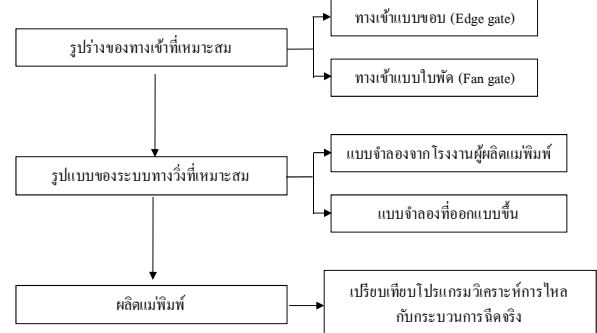 ทางเข้าแบบขอบ (Edge gate)
รูปร่างของทางเข้าที่เหมาะสม
ทางเข้าแบบใบพัด (Fan gate)
แบบจำลองจากโรงงานผู้ผลิตแม่พิมพ์
รูปแบบของระบบทางวิ่งที่เหมาะสม
แบบจำลองที่ออกแบบขึ้น
ผลิตแม่พิมพ์
เปรียบเทียบโปรแกรมวิเคราะห์การไหล
กับกระบวนการฉีดจริง